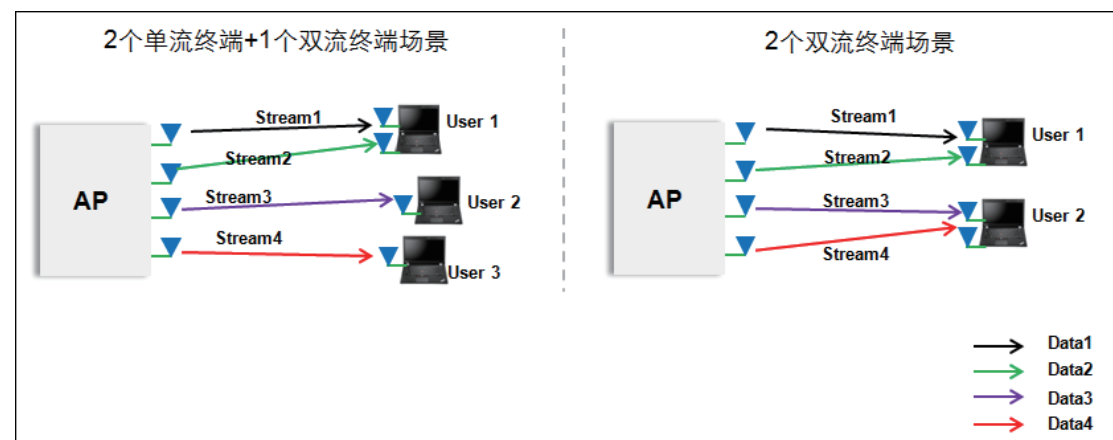 2个单流终端+1个双流终端场景
AP
Stream1
Stream2
Stream3
Stream4
User 1
User 2
User 3
2个双流终端场景
AP
Stream1
Stream2
Stream3
Stream4
User 1
User 2
Data1
Data2
Data3
Data4